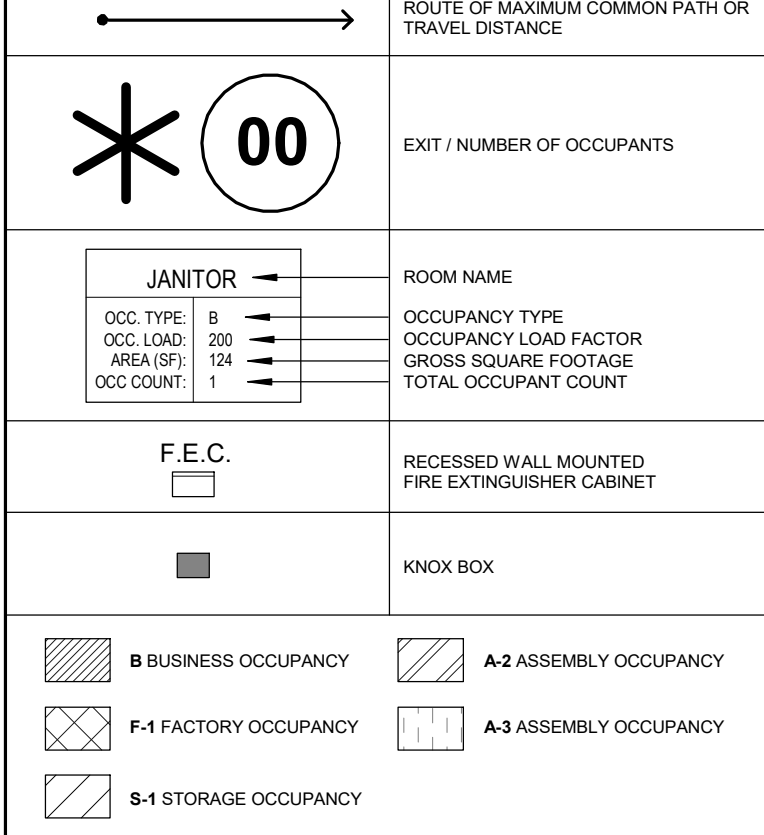 ROUTE OF MAXIMUM COMMON PATH OR
TRAVEL DISTANCE
00
EXIT / NUMBER OF OCCUPANTS
JANITOR
ROOM NAME
OCC. TYPE: B
OCCUPANCY TYPE
OCC. LOAD: 200
OCCUPANCY LOAD FACTOR
AREA (SF): 124
GROSS SQUARE FOOTAGE
OCC COUNT: 1
TOTAL OCCUPANT COUNT
F.E.C.
RECESSED WALL MOUNTED
FIRE EXTINGUISHER CABINET
KNOX BOX
B BUSINESS OCCUPANCY
A-2 ASSEMBLY OCCUPANCY
F-1 FACTORY OCCUPANCY
A-3 ASSEMBLY OCCUPANCY
S-1 STORAGE OCCUPANCY